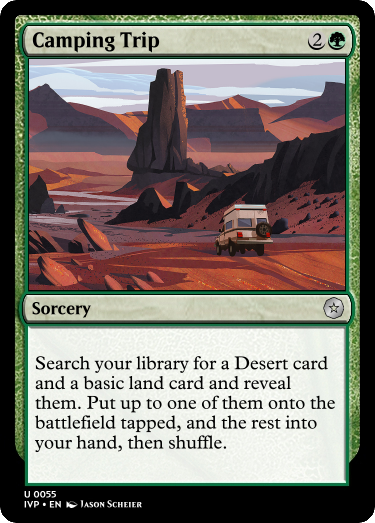 Camping Trip 2
Sorcery
Search your library for a Desert card
and a basic land card and reveal
them. Put up to one of them onto the
battlefield tapped, and the rest into
your hand, then shuffle.
U 0055
IVP • EN Jason Scheier